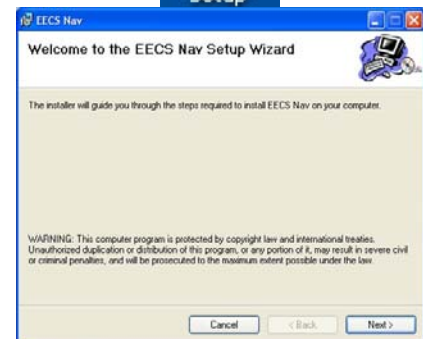 Setup
EECS Nav
Welcome to the EECS Nav Setup Wizard
The installer will guide you through the steps required to install EECS Nav on your computer.
WARNING: This computer program is protected by copyright law and international treaties.
Unauthorized duplication or distribution of this program, or any portion of it, may result in severe civil
or criminal penalties, and will be prosecuted to the maximum extent possible under the law.
Cancel < Back Next >